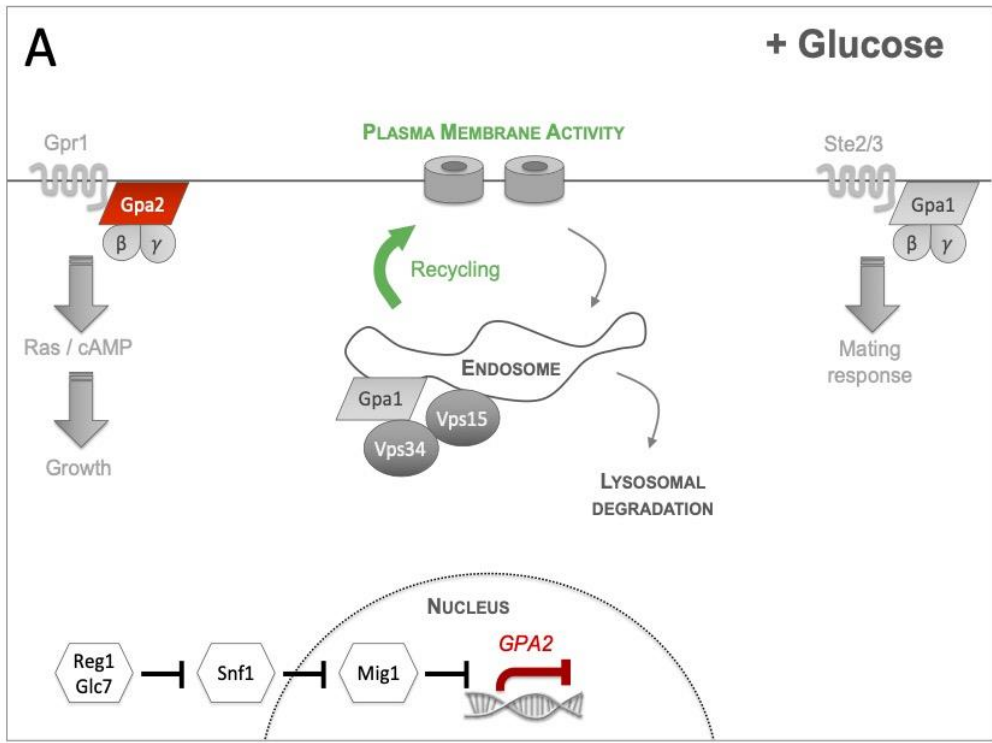 A
+ Glucose
Gpr1
PLASMA MEMBRANE ACTIVITY
Ste2/3
Gpa2
β γ
Gpa1
β γ
Recycling
Ras / cAMP
Growth
Mating
response
ENDOSOME
Gpa1
Vps15
Vps34
LYSOSOMAL
DEGRADATION
NUCLEUS
GPA2
Reg1
Glc7
Snf1
Mig1